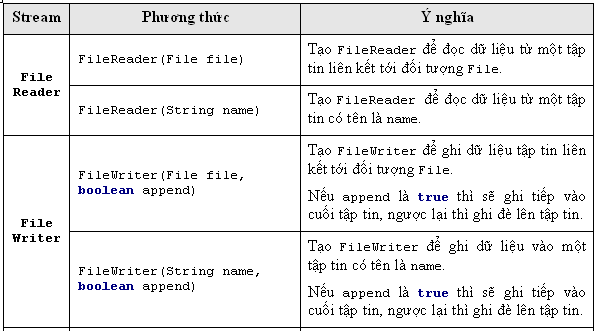 Stream Phương thức Ý nghĩa
File
Reader
FileReader(File file)
Tạo FileReader để đọc dữ liệu từ một tập
tin liên kết tới đối tượng File.
FileReader(String name)
Tạo FileReader để đọc dữ liệu từ một tập
tin có tên là name.
File
Writer
FileWriter(File file,
boolean append)
Tạo FileWriter để ghi dữ liệu tập tin liên
kết tới đối tượng File.
Nếu append là true thì sẽ ghi tiếp vào
cuối tập tin, ngược lại thì ghi đè lên tập tin.
FileWriter(String name,
boolean append)
Tạo FileWriter để ghi dữ liệu vào một
tập tin có tên là name.
Nếu append là true thì sẽ ghi tiếp vào
cuối tập tin, ngược lại thì ghi đè lên tập tin.